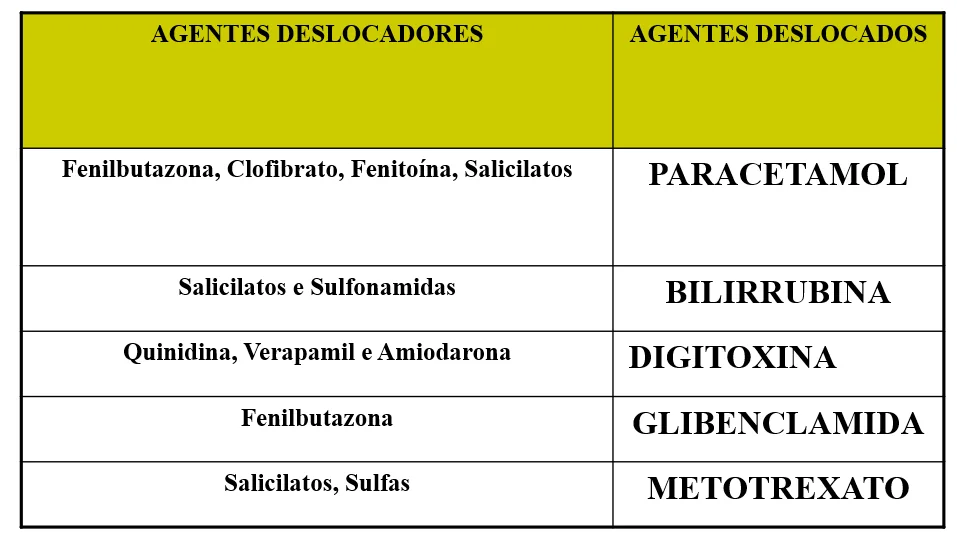 AGENTES DESLOCADORES
AGENTES DESLOCADOS
Fenilbutazona, Clofibrato, Fenitoína, Salicilatos
PARACETAMOL
Salicilatos e Sulfonamidas
BILIRRUBINA
Quinidina, Verapamil e Amiodarona
DIGITOXINA
Fenilbutazona
GLIBENCLAMIDA
Salicilatos, Sulfas
METOTREXATO